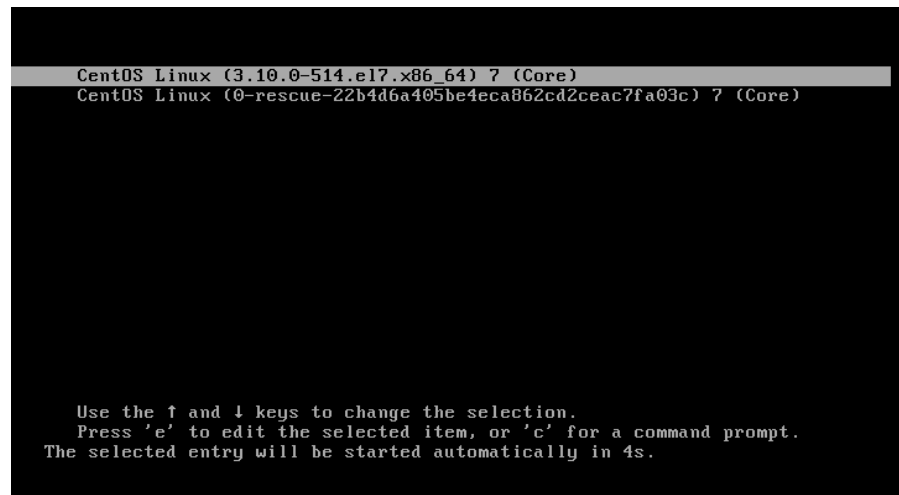 CentOS Linux (3.10.0-514.el7.x86_64) 7 (Core)
CentOS Linux (0-rescue-22b4d6a405be4eca862cd2ceac7fa03c) 7 (Core)
Use the ↑ and ↓ keys to change the selection.
Press 'e' to edit the selected item, or 'c' for a command prompt.
The selected entry will be started automatically in 4s.